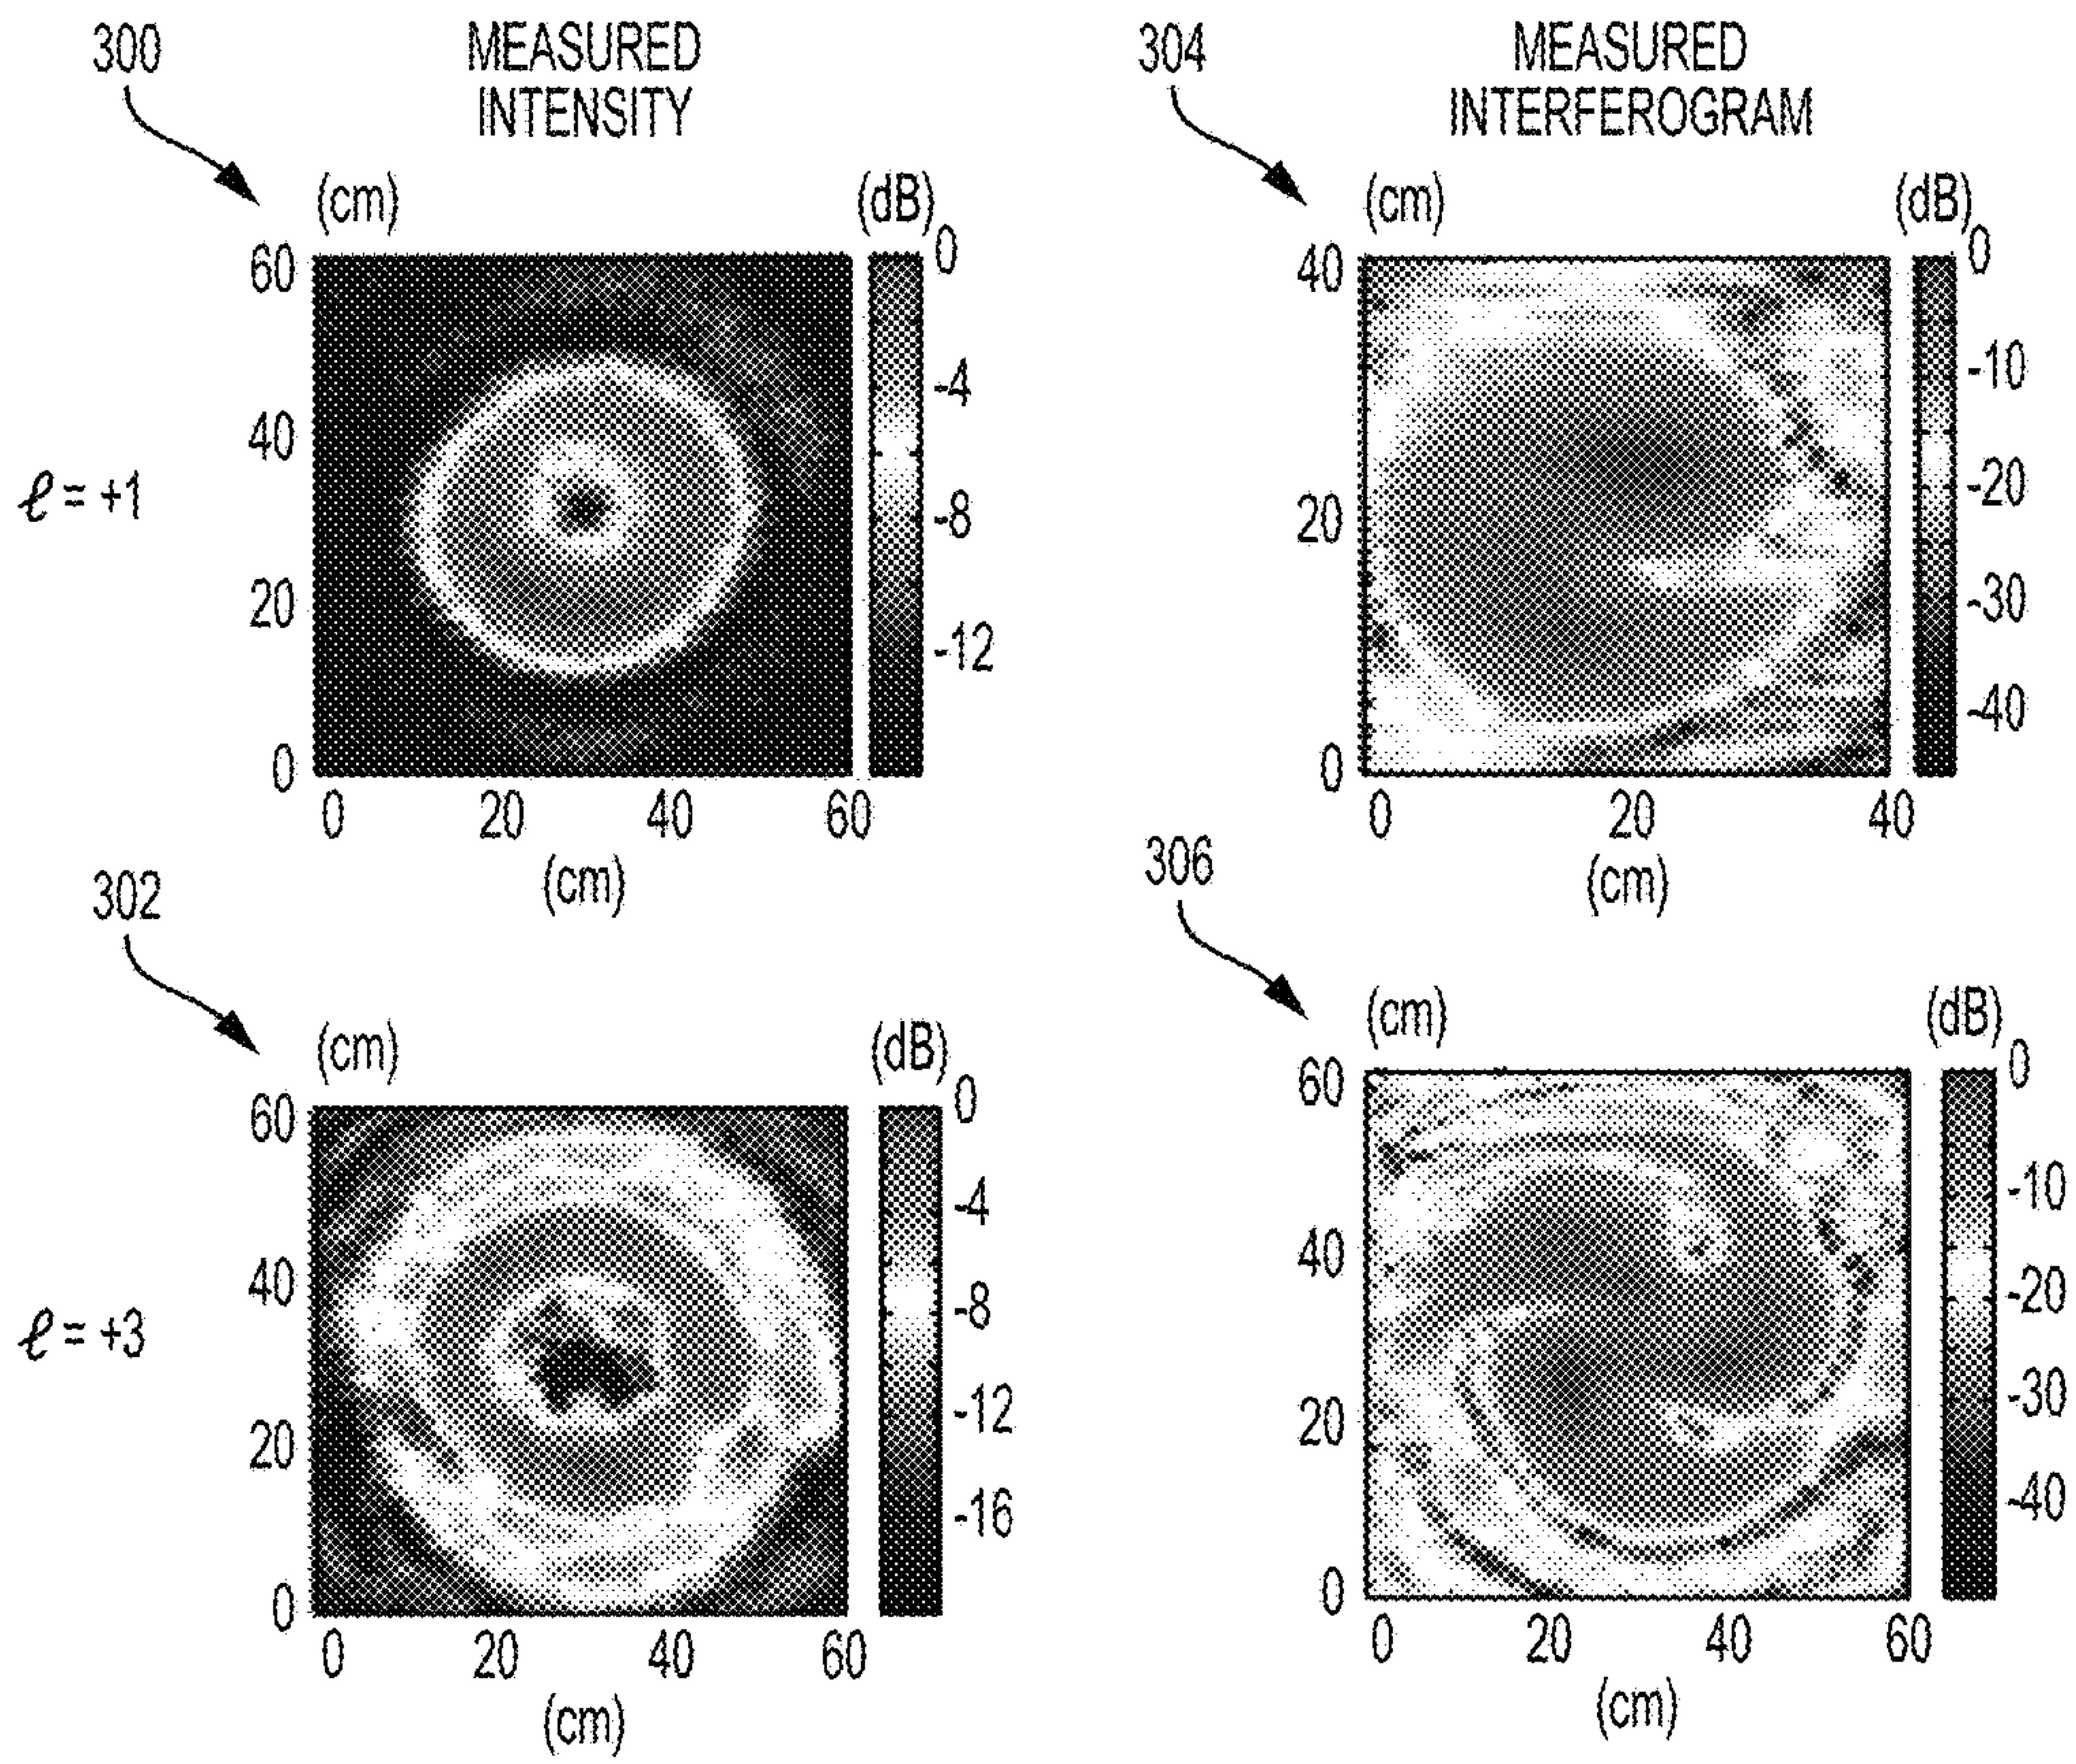 300
MEASURED
INTENSITY
304
MEASURED
INTERFEROGRAM
(cm)
(dB)
60
40
20
0
0
-4
-8
-12
0 20 40 60
(cm)
ℓ = +1
(cm)
(dB)
40
20
0
0
-10
-20
-30
-40
0 20 40
(cm)
302
306
(cm)
(dB)
60
40
20
0
0
-4
-8
-12
-16
0 20 40 60
(cm)
ℓ = +3
(cm)
(dB)
60
40
20
0
0
-10
-20
-30
-40
0 20 40 60
(cm)